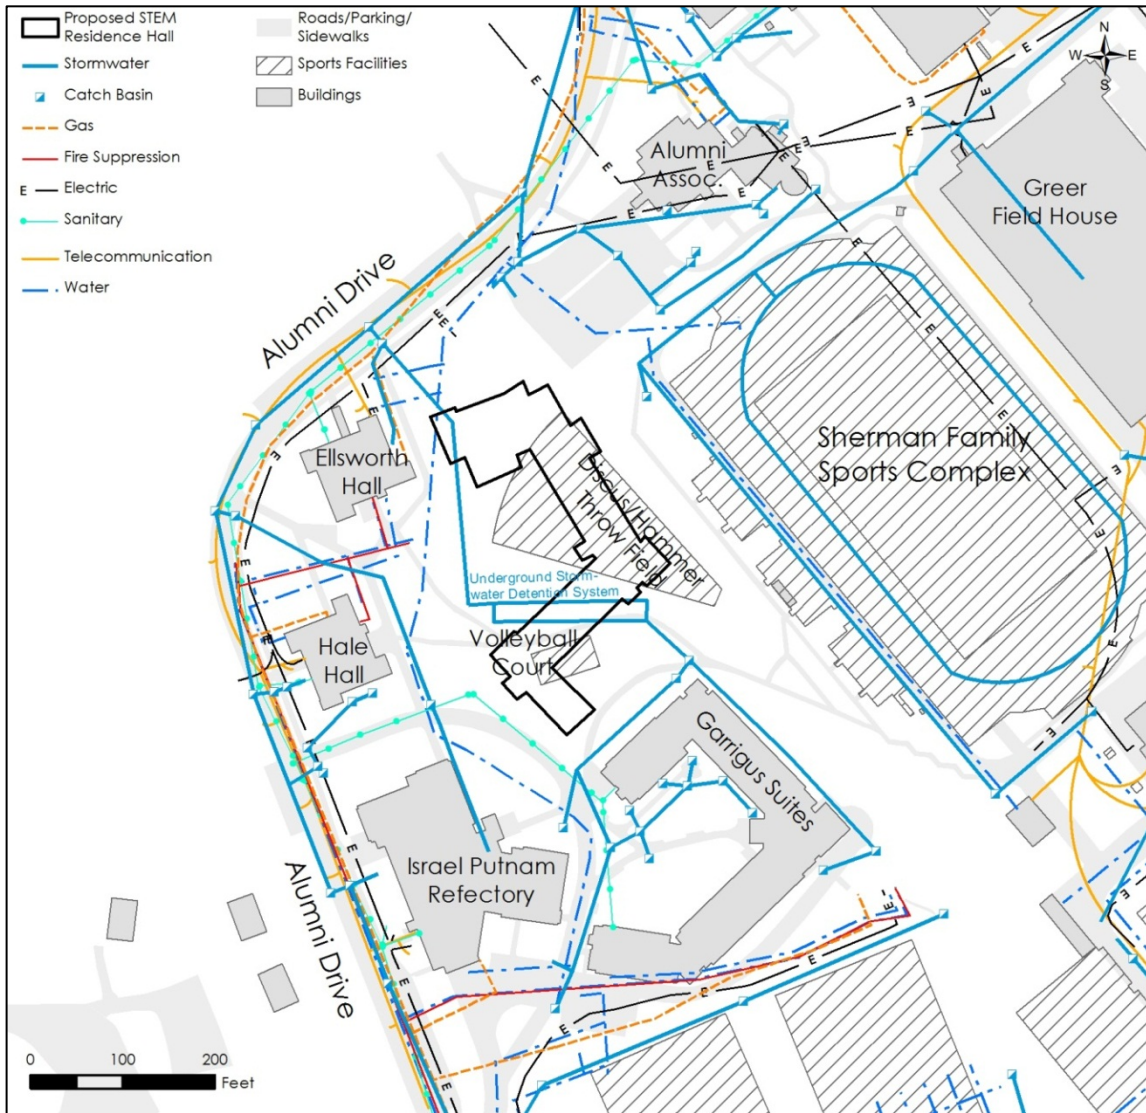 Proposed STEM
Residence Hall
Stormwater
Catch Basin
Gas
Fire Suppression
E
Electric
Sanitary
Telecommunication
Water
Roads/Parking/
Sidewalks
Sports Facilities
Buildings
N
W E
S
Alumni
Assoc.
Greer
Field House
Alumni Drive
Sherman Family
Sports Complex
Ellsworth
Hall
Discus/Hammer
Throw Field
Underground Storm-
water Detention System
Volleyball
Court
Hale
Hall
Garrigus Suites
Israel Putnam
Refectory
Alumni Drive
0 100 200
Feet